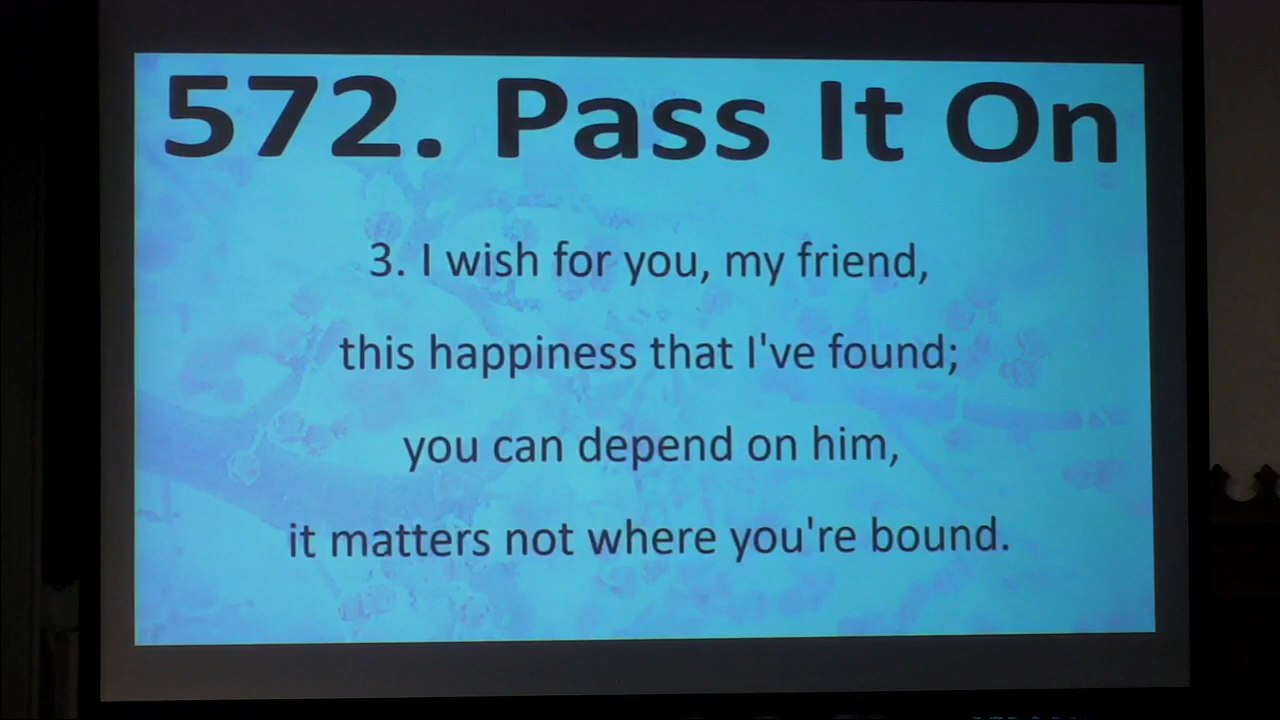 572. Pass It On
3. I wish for you, my friend,
this happiness that I've found;
you can depend on him,
it matters not where you're bound.